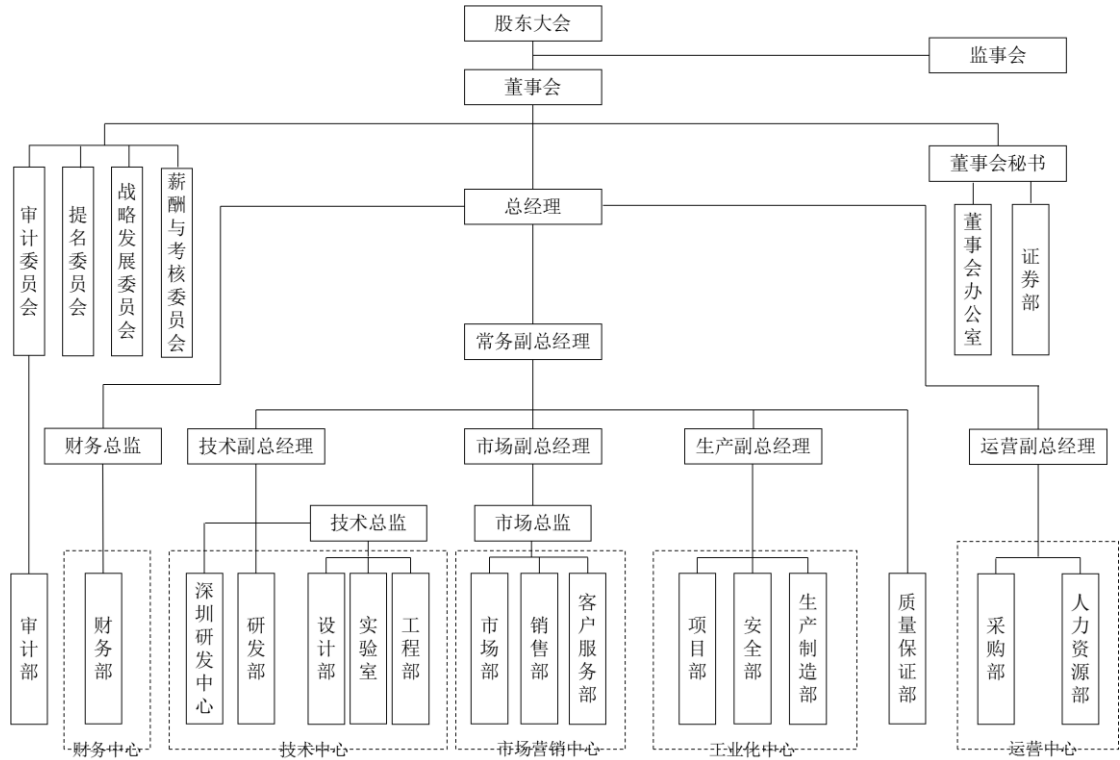 股东大会
监事会
董事会
董事会秘书
审计委员会
提名委员会
战略发展委员会
薪酬与考核委员会
总经理
董事会办公室
证券部
常务副总经理
财务总监
技术副总经理
市场副总经理
生产副总经理
运营副总经理
技术总监
市场总监
审计部
财务部
深圳研发中心
研发部
设计部
实验室
工程部
市场部
销售部
客户服务部
项目部
安全部
生产制造部
质量保证部
采购部
人力资源部
财务中心
技术中心
市场营销中心
工业化中心
运营中心